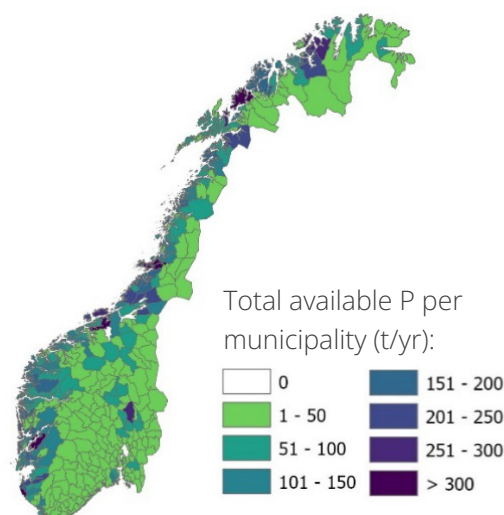 Total available P per
municipality (t/yr):
0
1 - 50
51 - 100
101 - 150
151 - 200
201 - 250
251 - 300
> 300